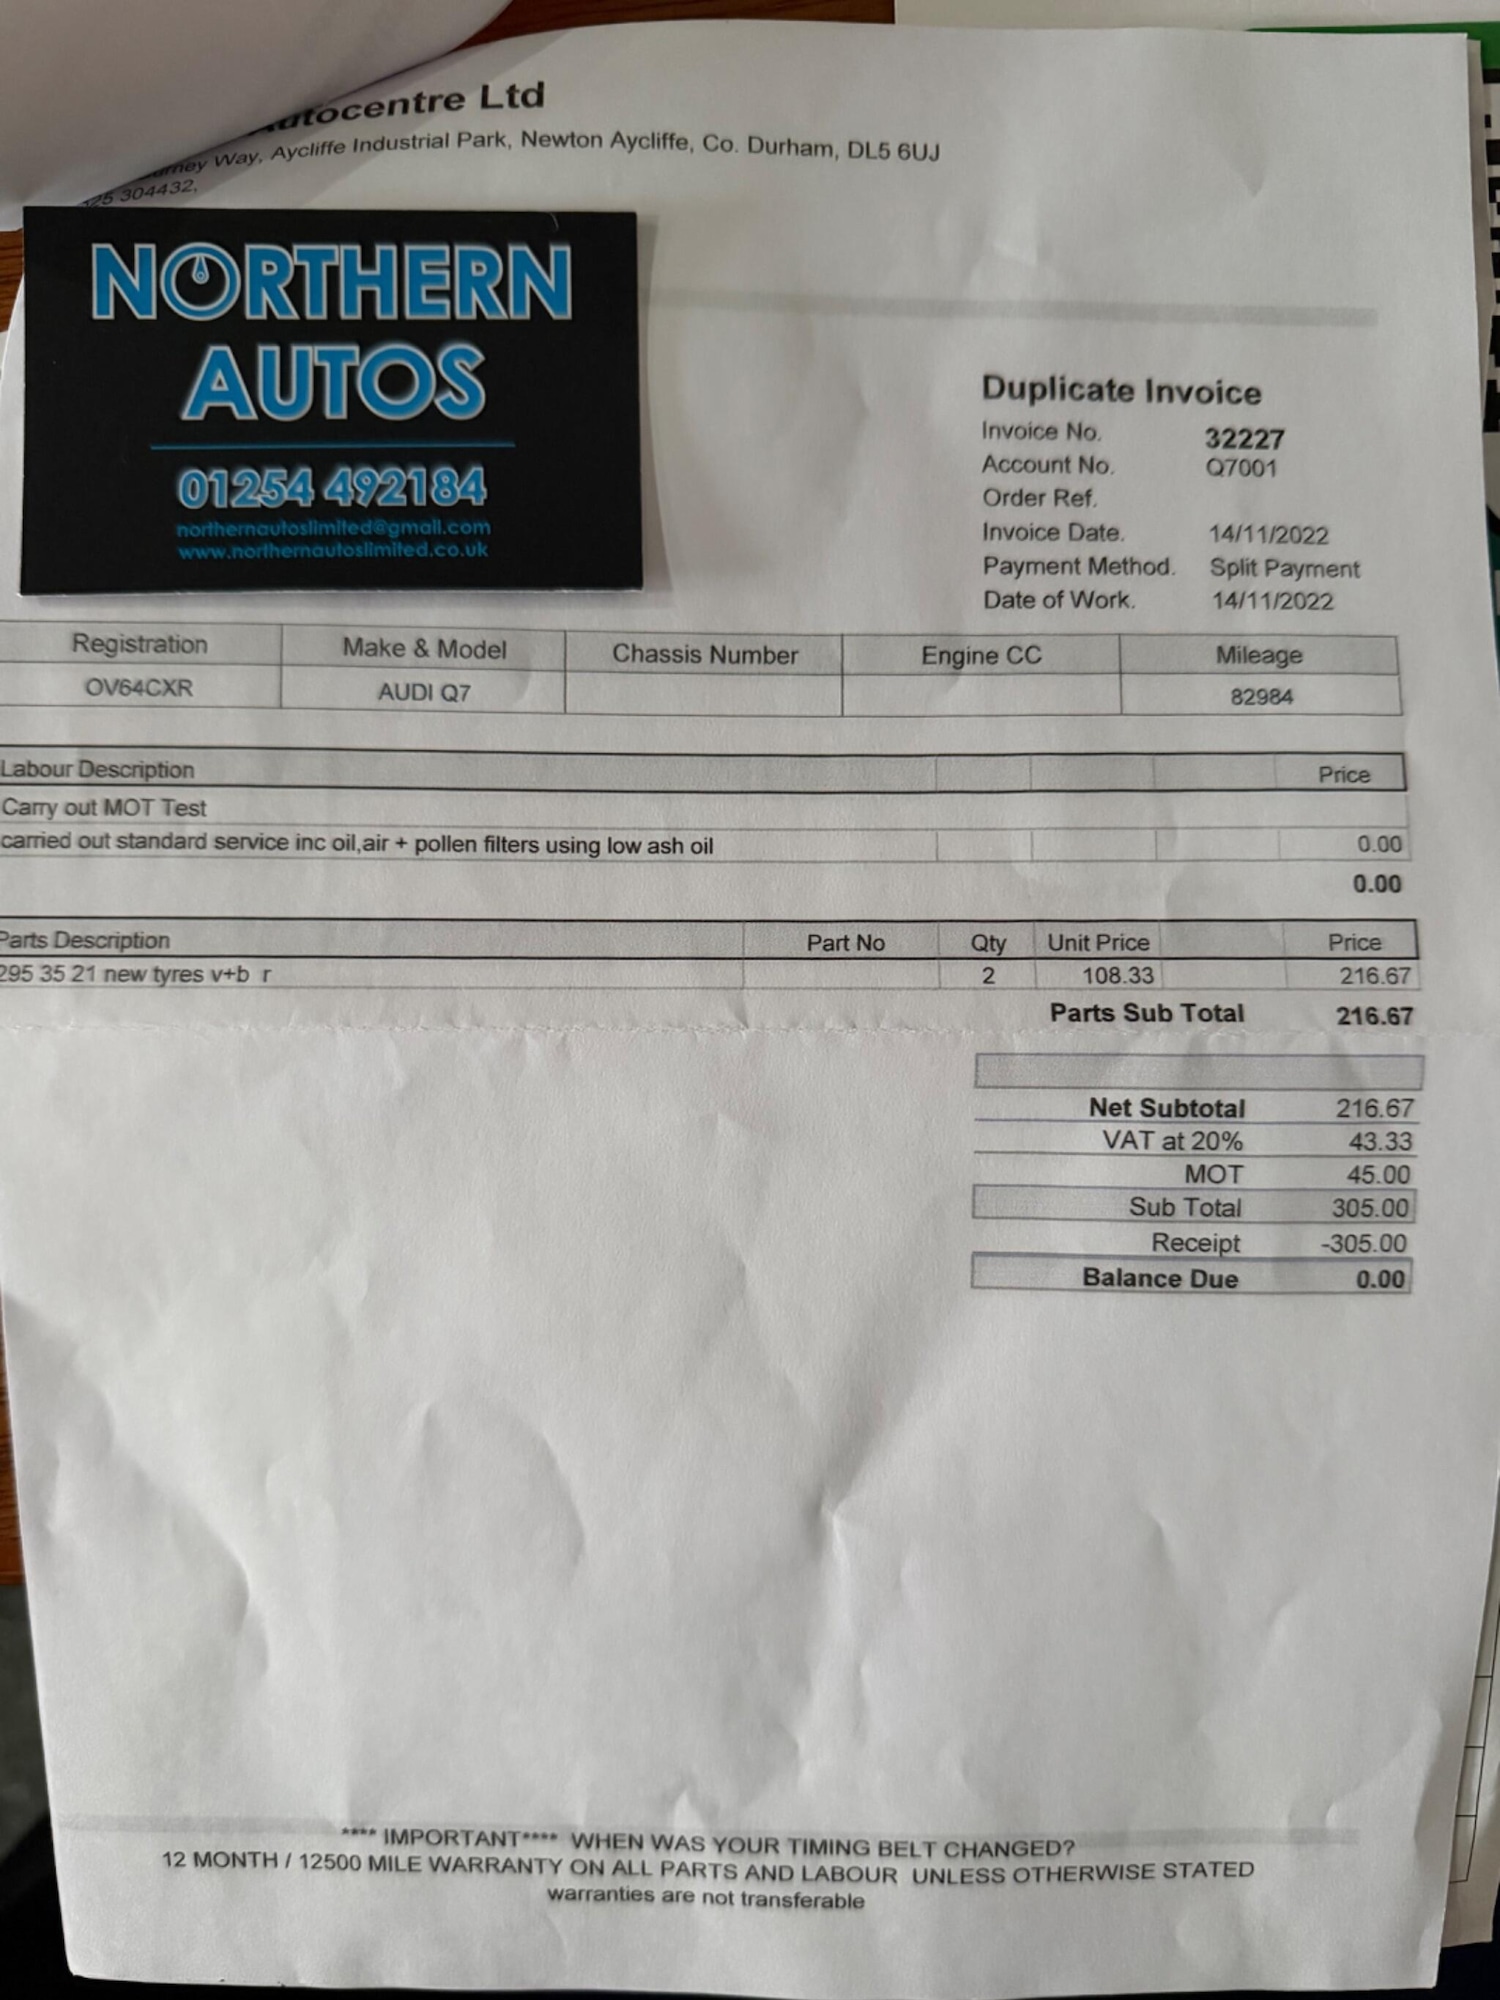 Autocentre Ltd
Way, Aycliffe Industrial Park, Newton Aycliffe, Co. Durham, DL5 6UJ
304432,
NORTHERN
AUTOS
01254 492184
northernautoslimited@gmail.com
www.northernautoslimited.co.uk
Duplicate Invoice
Invoice No. 32227
Account No. Q7001
Order Ref.
Invoice Date. 14/11/2022
Payment Method. Split Payment
Date of Work. 14/11/2022
Registration Make & Model Chassis Number Engine CC Mileage
OV64CXR AUDI Q7 82984
Labour Description Price
Carry out MOT Test
carried out standard service inc oil,air + pollen filters using low ash oil 0.00
0.00
Parts Description Part No Qty Unit Price Price
295 35 21 new tyres v+b r 2 108.33 216.67
Parts Sub Total 216.67
Net Subtotal 216.67
VAT at 20% 43.33
MOT 45.00
Sub Total 305.00
Receipt -305.00
Balance Due 0.00
**** IMPORTANT**** WHEN WAS YOUR TIMING BELT CHANGED?
12 MONTH / 12500 MILE WARRANTY ON ALL PARTS AND LABOUR UNLESS OTHERWISE STATED
warranties are not transferable